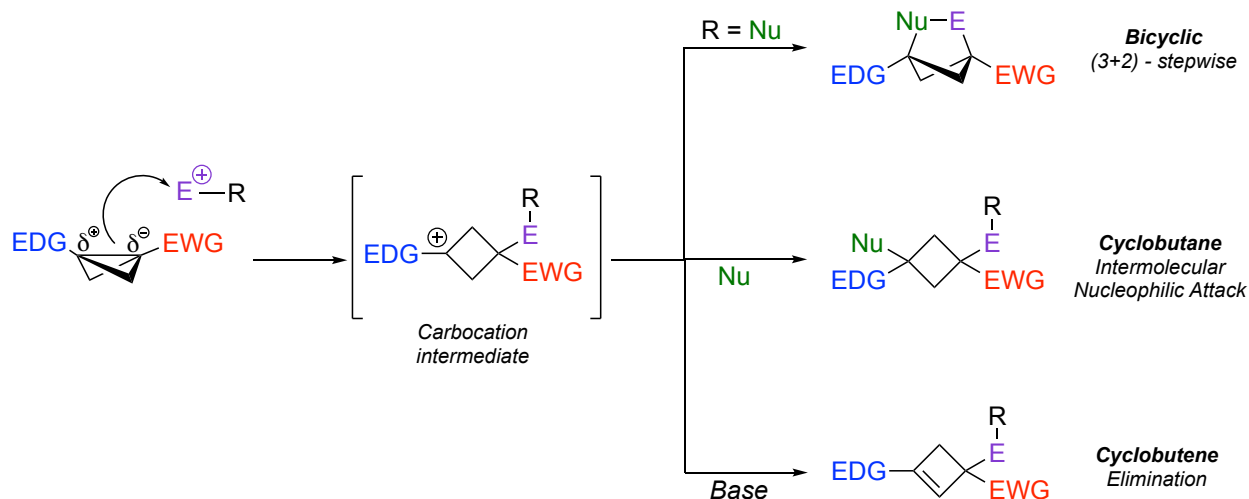 R = Nu
Nu—E
EDG
EWG
Bicyclic
(3+2) - stepwise
E⊕—R
EDG
δ⊕
δ⊖
EWG
EDG
⊕
R
E
EWG
Carbocation
intermediate
Nu
Nu
EDG
R
E
EWG
Cyclobutane
Intermolecular
Nucleophilic Attack
Base
EDG
R
E
EWG
Cyclobutene
Elimination